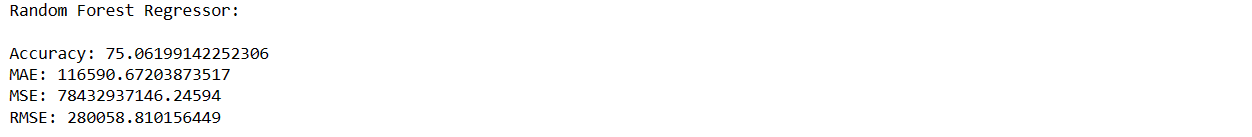 Random Forest Regressor:
Accuracy: 75.06199142252306
MAE: 116590.67203873517
MSE: 78432937146.24594
RMSE: 280058.810156449